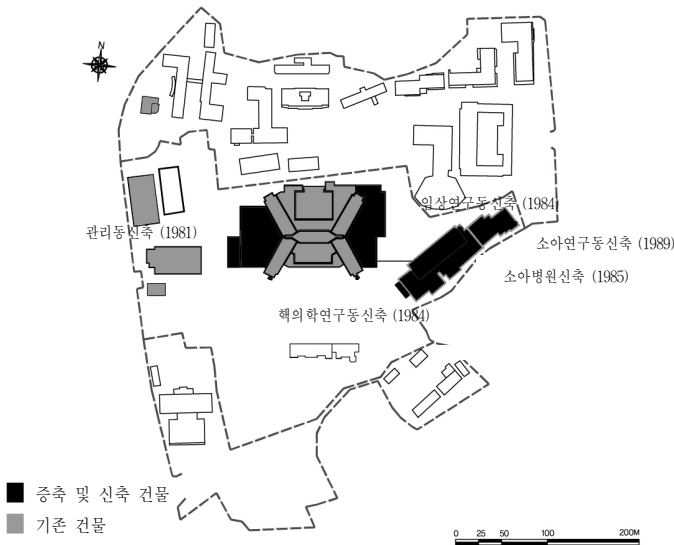 N
임상연구동신축 (1984)
관리동신축 (1981)
소아연구동신축 (1989)
소아병원신축 (1985)
핵의학연구동신축 (1984)
증축 및 신축 건물
기존 건물
0 25 50 100 200M